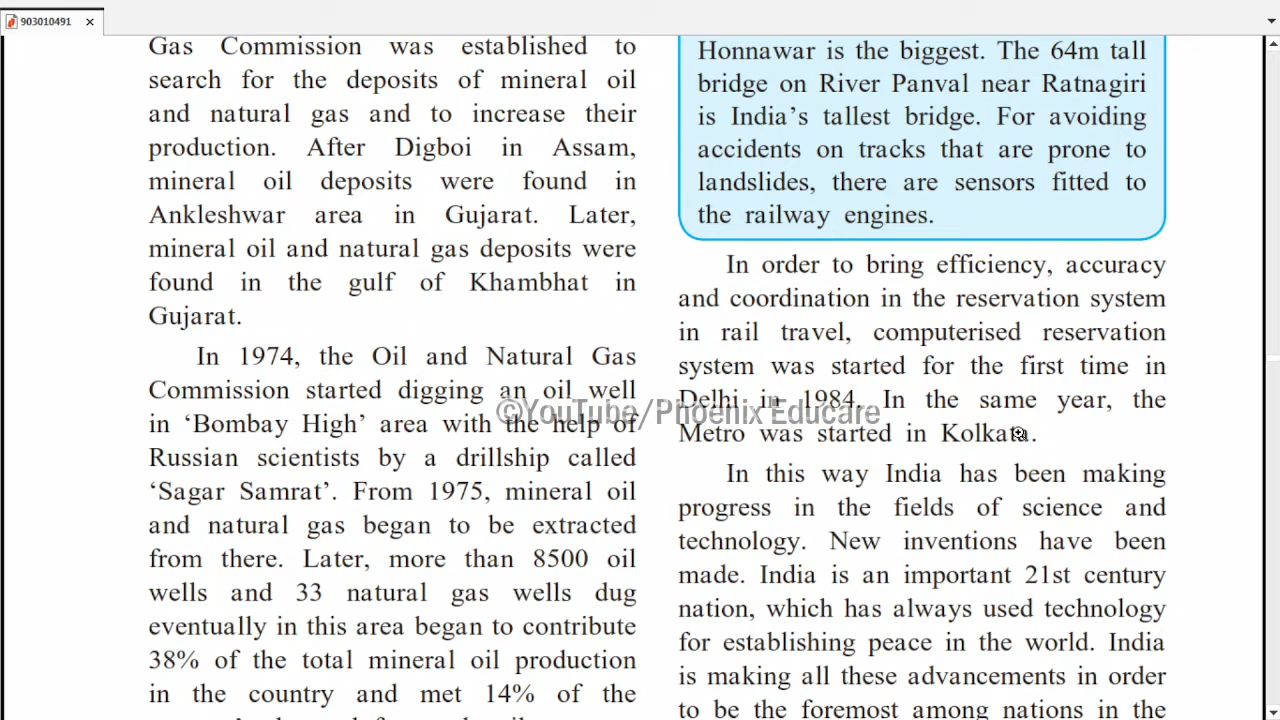 903010491
Gas Commission was established to
search for the deposits of mineral oil
and natural gas and to increase their
production. After Digboi in Assam,
mineral oil deposits were found in
Ankleshwar area in Gujarat. Later,
mineral oil and natural gas deposits were
found in the gulf of Khambhat in
Gujarat.
In 1974, the Oil and Natural Gas
Commission started digging an oil well
in ‘Bombay High’ area with the help of
Russian scientists by a drillship called
‘Sagar Samrat’. From 1975, mineral oil
and natural gas began to be extracted
from there. Later, more than 8500 oil
wells and 33 natural gas wells dug
eventually in this area began to contribute
38% of the total mineral oil production
in the country and met 14% of the
Honnawar is the biggest. The 64m tall
bridge on River Panval near Ratnagiri
is India’s tallest bridge. For avoiding
accidents on tracks that are prone to
landslides, there are sensors fitted to
the railway engines.
In order to bring efficiency, accuracy
and coordination in the reservation system
in rail travel, computerised reservation
system was started for the first time in
Delhi in 1984. In the same year, the
Metro was started in Kolkata.
In this way India has been making
progress in the fields of science and
technology. New inventions have been
made. India is an important 21st century
nation, which has always used technology
for establishing peace in the world. India
is making all these advancements in order
to be the foremost among nations in the
©YouTube/Phoenix Educare